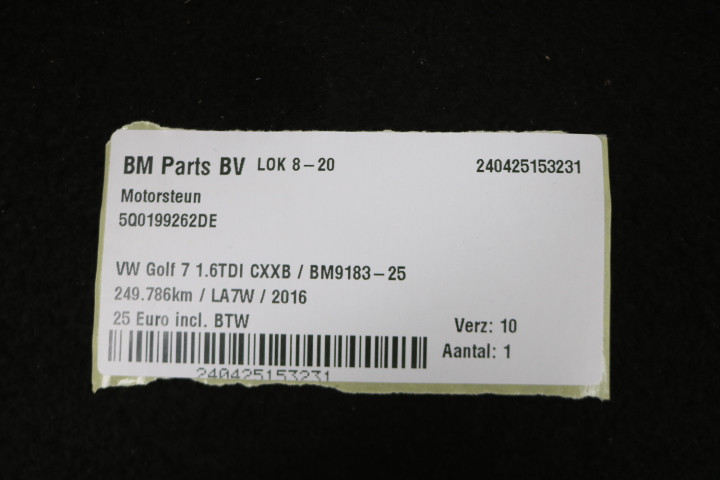 BM Parts BV LOK 8-20 240425153231
Motorsteun
5Q0199262DE
VW Golf 7 1.6TDI CXXB / BM9183-25
249.786km / LA7W / 2016
25 Euro incl. BTW Verz: 10
Aantal: 1
240425153231